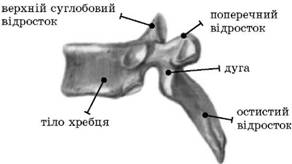 верхній суглобовий
відросток
поперечний
відросток
дуга
тіло хребця
остистий
відросток